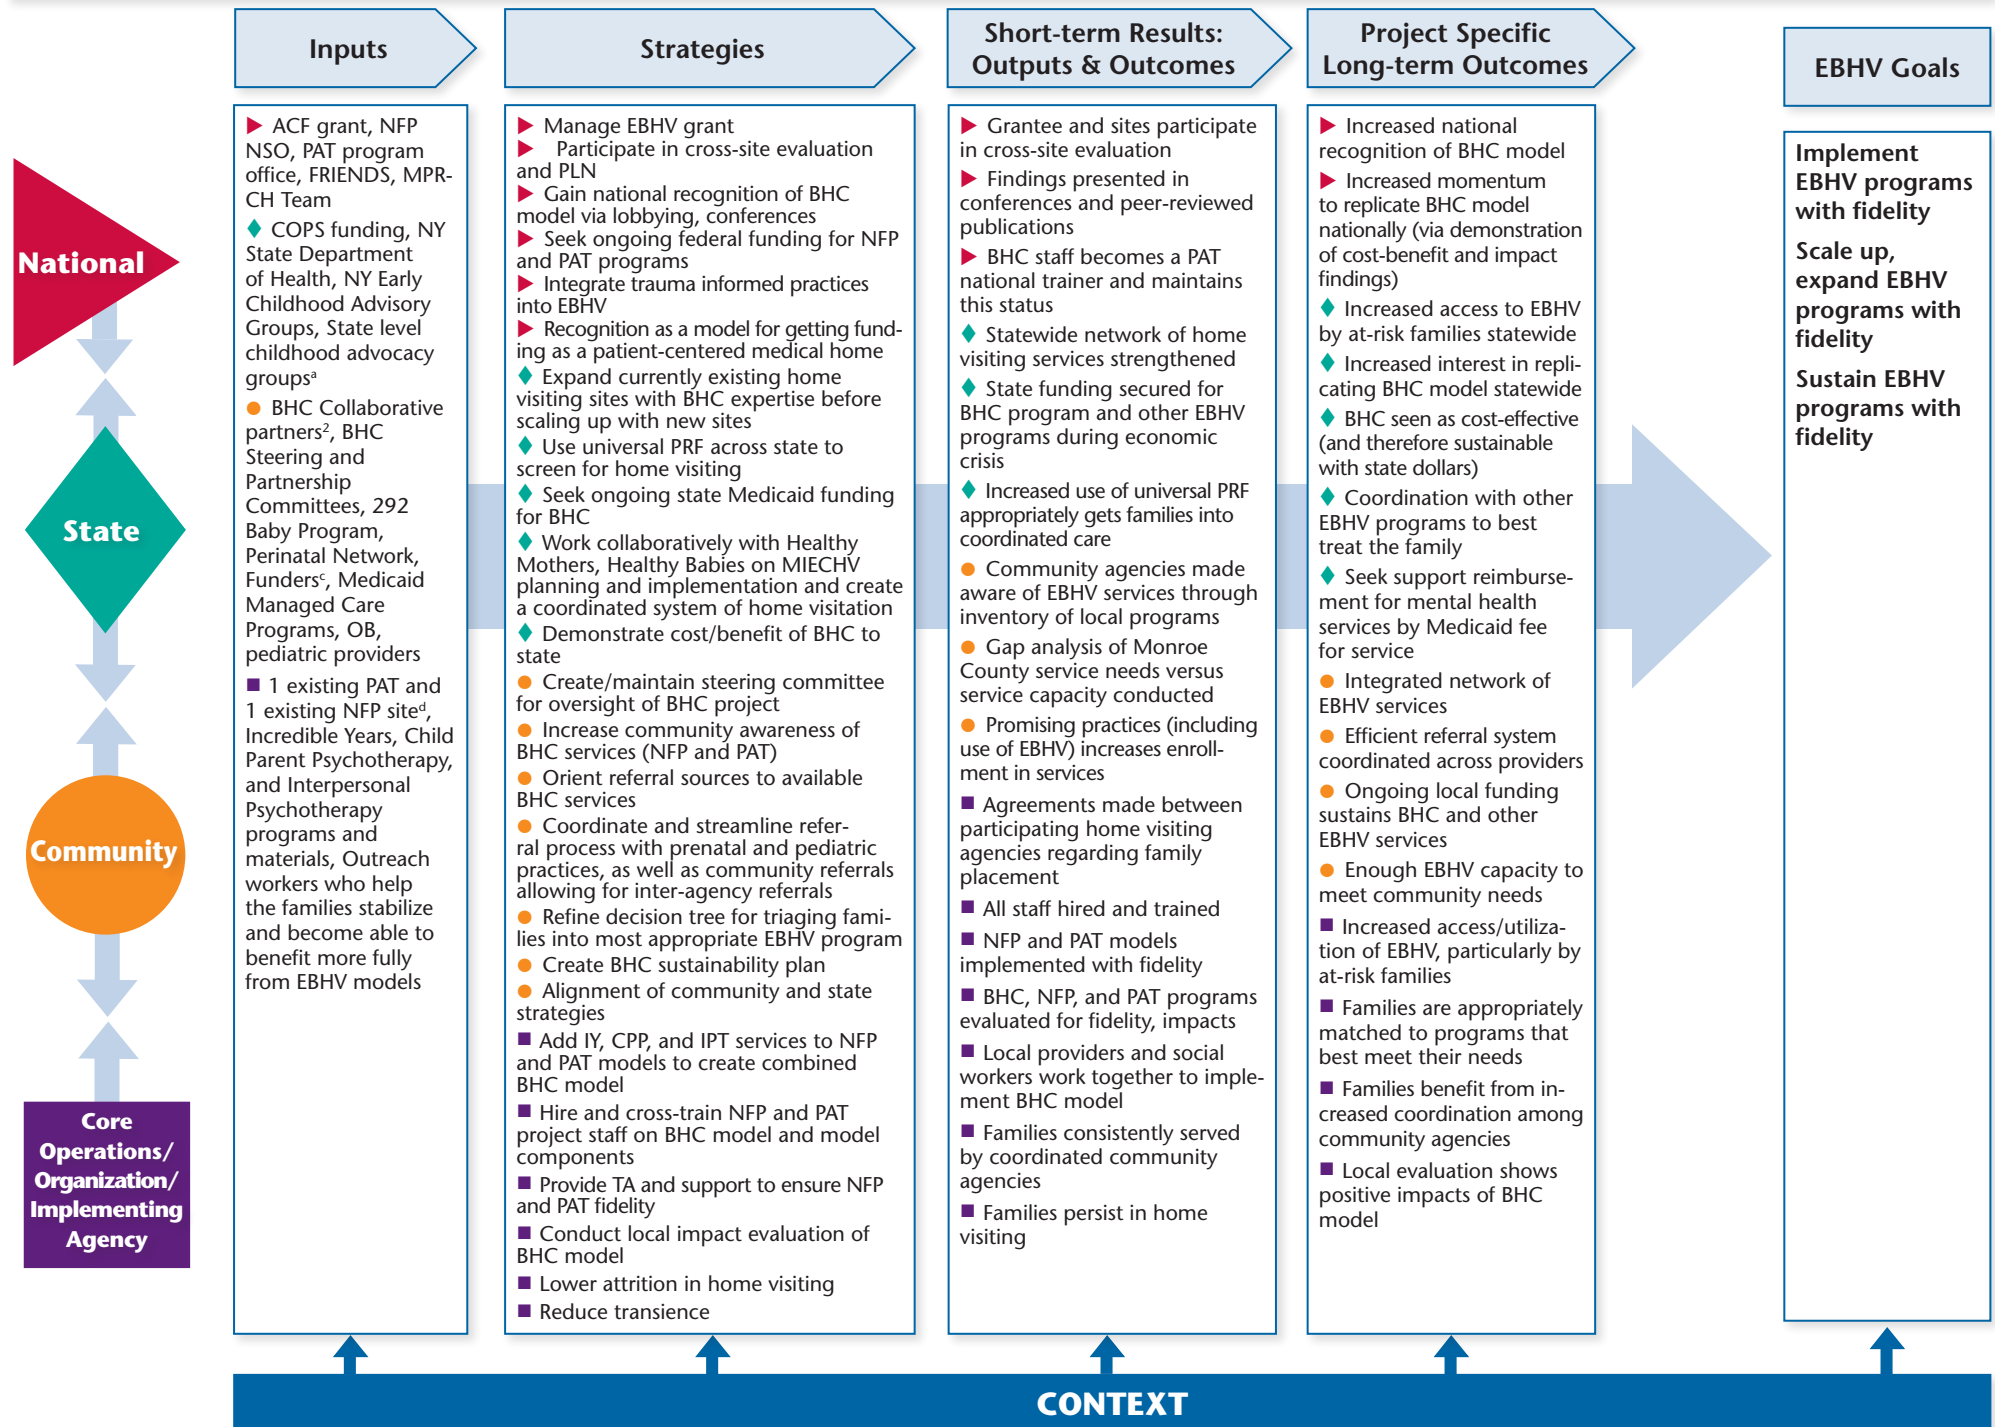 Inputs
Strategies
Short-term Results:
Outputs & Outcomes
Project Specific
Long-term Outcomes
EBHV Goals
National
State
Community
Core
Operations/
Organization/
Implementing
Agency
▶ ACF grant, NFP
NSO, PAT program
office, FRIENDS, MPR-
CH Team
♦ COPS funding, NY
State Department
of Health, NY Early
Childhood Advisory
Groups, State level
childhood advocacy
groupsᵃ
● BHC Collaborative
partners², BHC
Steering and
Partnership
Committees, 292
Baby Program,
Perinatal Network,
Fundersᶜ, Medicaid
Managed Care
Programs, OB,
pediatric providers
■ 1 existing PAT and
1 existing NFP siteᵈ,
Incredible Years, Child
Parent Psychotherapy,
and Interpersonal
Psychotherapy
programs and
materials, Outreach
workers who help
the families stabilize
and become able to
benefit more fully
from EBHV models
▶ Manage EBHV grant
▶ Participate in cross-site evaluation
and PLN
▶ Gain national recognition of BHC
model via lobbying, conferences
▶ Seek ongoing federal funding for NFP
and PAT programs
▶ Integrate trauma informed practices
into EBHV
▶ Recognition as a model for getting fund-
ing as a patient-centered medical home
♦ Expand currently existing home
visiting sites with BHC expertise before
scaling up with new sites
♦ Use universal PRF across state to
screen for home visiting
♦ Seek ongoing state Medicaid funding
for BHC
♦ Work collaboratively with Healthy
Mothers, Healthy Babies on MIECHV
planning and implementation and create
a coordinated system of home visitation
♦ Demonstrate cost/benefit of BHC to
state
● Create/maintain steering committee
for oversight of BHC project
● Increase community awareness of
BHC services (NFP and PAT)
● Orient referral sources to available
BHC services
● Coordinate and streamline refer-
ral process with prenatal and pediatric
practices, as well as community referrals
allowing for inter-agency referrals
● Refine decision tree for triaging fami-
lies into most appropriate EBHV program
● Create BHC sustainability plan
● Alignment of community and state
strategies
■ Add IY, CPP, and IPT services to NFP
and PAT models to create combined
BHC model
■ Hire and cross-train NFP and PAT
project staff on BHC model and model
components
■ Provide TA and support to ensure NFP
and PAT fidelity
■ Conduct local impact evaluation of
BHC model
■ Lower attrition in home visiting
■ Reduce transience
▶ Grantee and sites participate
in cross-site evaluation
▶ Findings presented in
conferences and peer-reviewed
publications
▶ BHC staff becomes a PAT
national trainer and maintains
this status
♦ Statewide network of home
visiting services strengthened
♦ State funding secured for
BHC program and other EBHV
programs during economic
crisis
♦ Increased use of universal PRF
appropriately gets families into
coordinated care
● Community agencies made
aware of EBHV services through
inventory of local programs
● Gap analysis of Monroe
County service needs versus
service capacity conducted
● Promising practices (including
use of EBHV) increases enroll-
ment in services
■ Agreements made between
participating home visiting
agencies regarding family
placement
■ All staff hired and trained
■ NFP and PAT models
implemented with fidelity
■ BHC, NFP, and PAT programs
evaluated for fidelity, impacts
■ Local providers and social
workers work together to imple-
ment BHC model
■ Families consistently served
by coordinated community
agencies
■ Families persist in home
visiting
▶ Increased national
recognition of BHC model
▶ Increased momentum
to replicate BHC model
nationally (via demonstration
of cost-benefit and impact
findings)
♦ Increased access to EBHV
by at-risk families statewide
♦ Increased interest in repli-
cating BHC model statewide
♦ BHC seen as cost-effective
(and therefore sustainable
with state dollars)
♦ Coordination with other
EBHV programs to best
treat the family
♦ Seek support reimburse-
ment for mental health
services by Medicaid fee
for service
● Integrated network of
EBHV services
● Efficient referral system
coordinated across providers
● Ongoing local funding
sustains BHC and other
EBHV services
● Enough EBHV capacity to
meet community needs
■ Increased access/utiliza-
tion of EBHV, particularly by
at-risk families
■ Families are appropriately
matched to programs that
best meet their needs
■ Families benefit from in-
creased coordination among
community agencies
■ Local evaluation shows
positive impacts of BHC
model
Implement
EBHV programs
with fidelity
Scale up,
expand EBHV
programs with
fidelity
Sustain EBHV
programs with
fidelity
CONTEXT